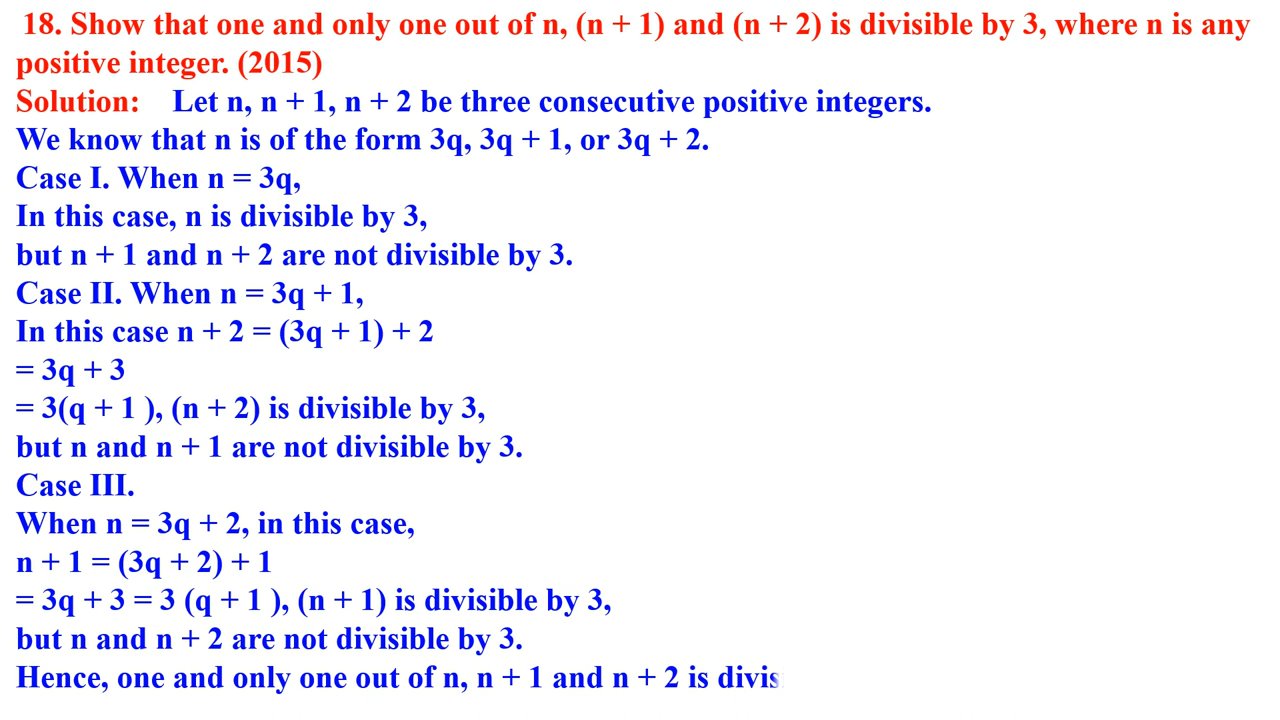 18. Show that one and only one out of n, (n + 1) and (n + 2) is divisible by 3, where n is any
positive integer. (2015)
Solution: Let n, n + 1, n + 2 be three consecutive positive integers.
We know that n is of the form 3q, 3q + 1, or 3q + 2.
Case I. When n = 3q,
In this case, n is divisible by 3,
but n + 1 and n + 2 are not divisible by 3.
Case II. When n = 3q + 1,
In this case n + 2 = (3q + 1) + 2
= 3q + 3
= 3(q + 1 ), (n + 2) is divisible by 3,
but n and n + 1 are not divisible by 3.
Case III.
When n = 3q + 2, in this case,
n + 1 = (3q + 2) + 1
= 3q + 3 = 3 (q + 1 ), (n + 1) is divisible by 3,
but n and n + 2 are not divisible by 3.
Hence, one and only one out of n, n + 1 and n + 2 is divis